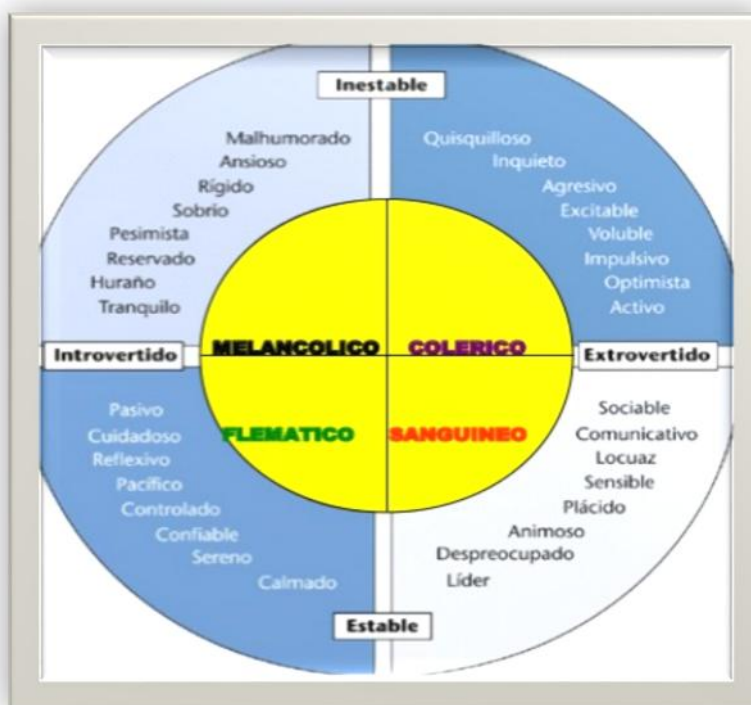 Inestable
Malhumorado
Ansioso
Rígido
Sobrio
Pesimista
Reservado
Huraño
Tranquilo
Quisquilloso
Inquieto
Agresivo
Excitable
Voluble
Impulsivo
Optimista
Activo
MELANCOLICO
COLERICO
Introvertido
Extrovertido
FLEMATICO
SANGUINEO
Pasivo
Cuidadoso
Reflexivo
Pacífico
Controlado
Confiable
Sereno
Calmado
Sociable
Comunicativo
Locuaz
Sensible
Plácido
Animoso
Despreocupado
Líder
Estable